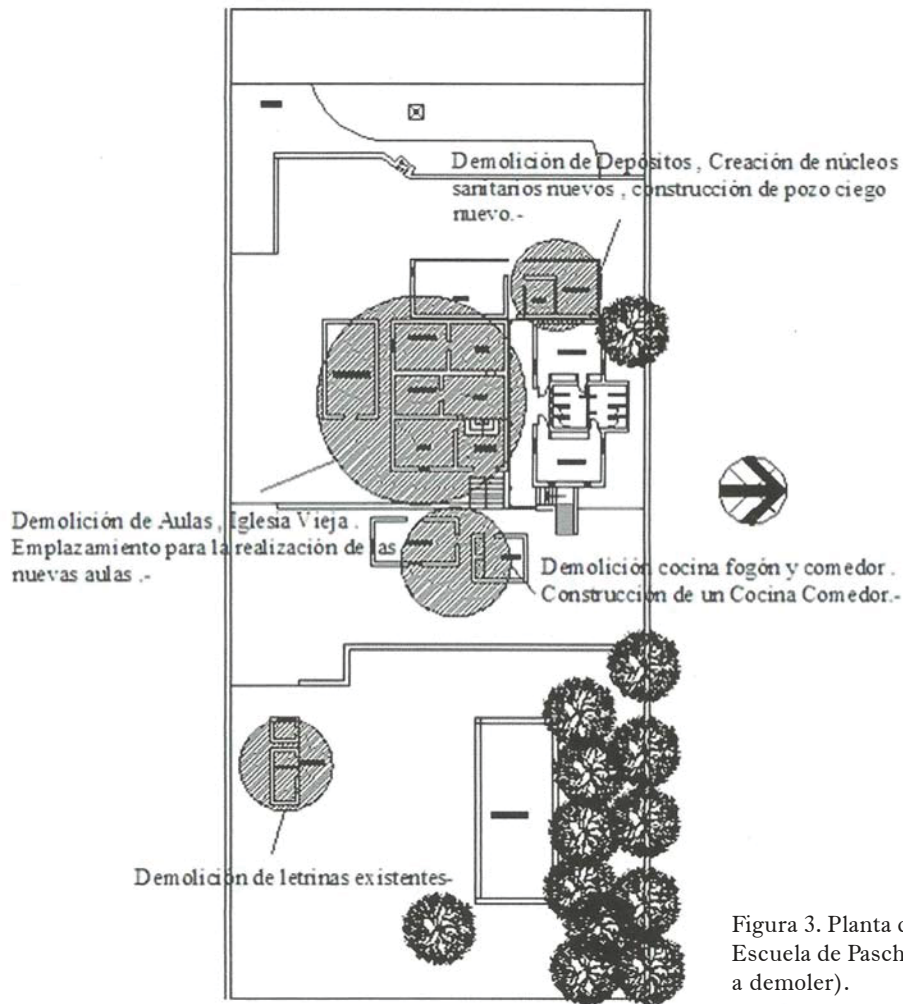 Demolición de Depósitos , Creación de núcleos
sanitarios nuevos , construcción de pozo ciego
nuevo.-
Demolición de Aulas , Iglesia Vieja .
Emplazamiento para la realización de las
nuevas aulas .-
Demolición cocina fogón y comedor .
Construcción de un Cocina Comedor.-
Demolición de letrinas existentes-
Figura 3. Planta
Escuela de Pasch
a demoler).